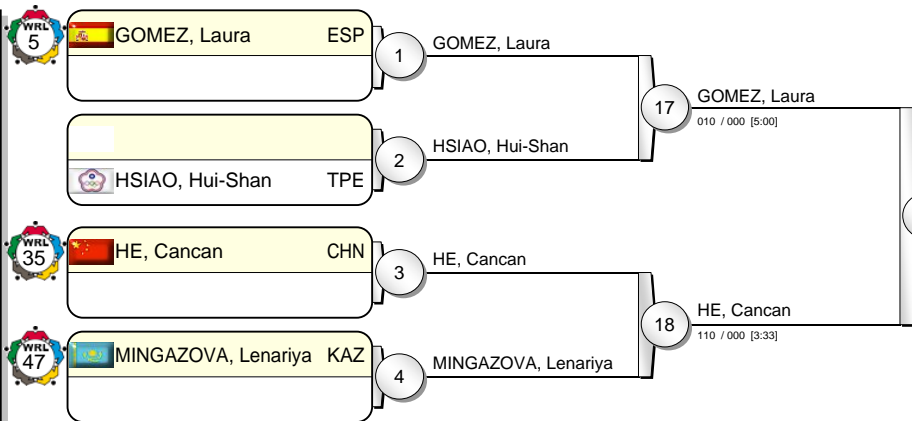 WRL
5
GOMEZ, Laura ESP
HSIAO, Hui-Shan TPE
WRL
35
HE, Cancan CHN
WRL
47
MINGAZOVA, Lenariya KAZ
1
GOMEZ, Laura
2
HSIAO, Hui-Shan
3
HE, Cancan
4
MINGAZOVA, Lenariya
17
GOMEZ, Laura
010 / 000 [5:00]
18
HE, Cancan
110 / 000 [3:33]